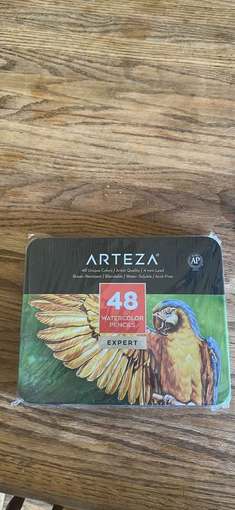 ARTEZA
48 Unique Colors / Artist Quality / 4 mm Lead
Break-Resistant / Blendable / Water-Soluble / Acid-Free
AP
48
WATERCOLOR
PENCILS
EXPERT